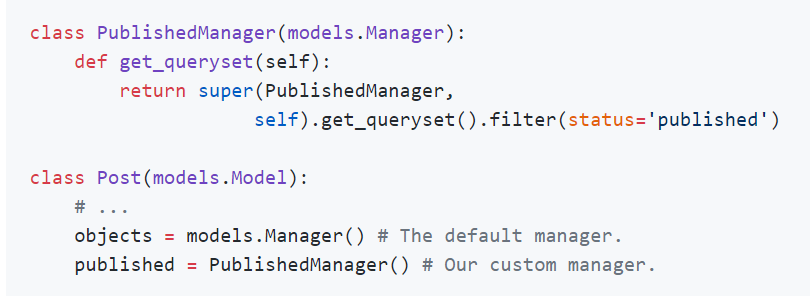 class PublishedManager(models.Manager):
    def get_queryset(self):
        return super(PublishedManager,
                    self).get_queryset().filter(status='published')
class Post(models.Model):
    # ...
    objects = models.Manager() # The default manager.
    published = PublishedManager() # Our custom manager.